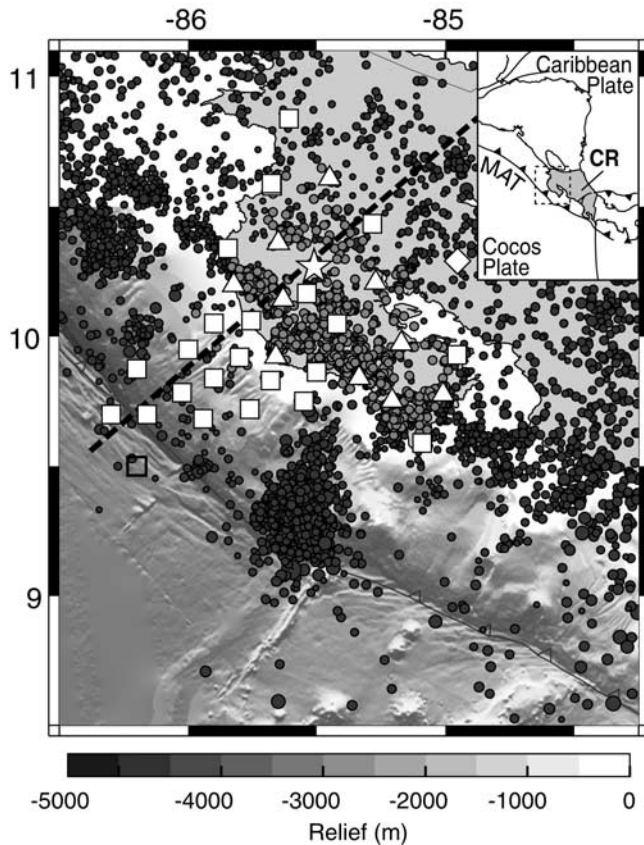 -86 -85
11
10
9
Caribbean
Plate
CR
MAT
Cocos
Plate
-5000 -4000 -3000 -2000 -1000 0
Relief (m)